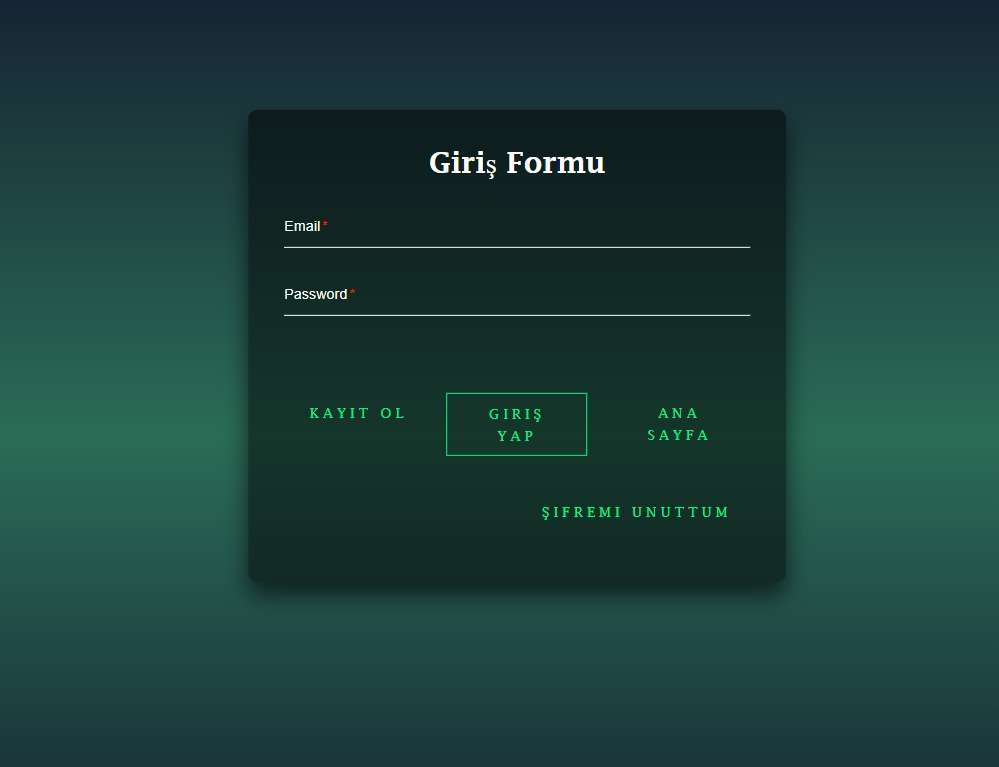 Giriş Formu
Email*
Password*
KAYIT OL
GIRIŞ
YAP
ANA
SAYFA
ŞIFREMI UNUTTUM